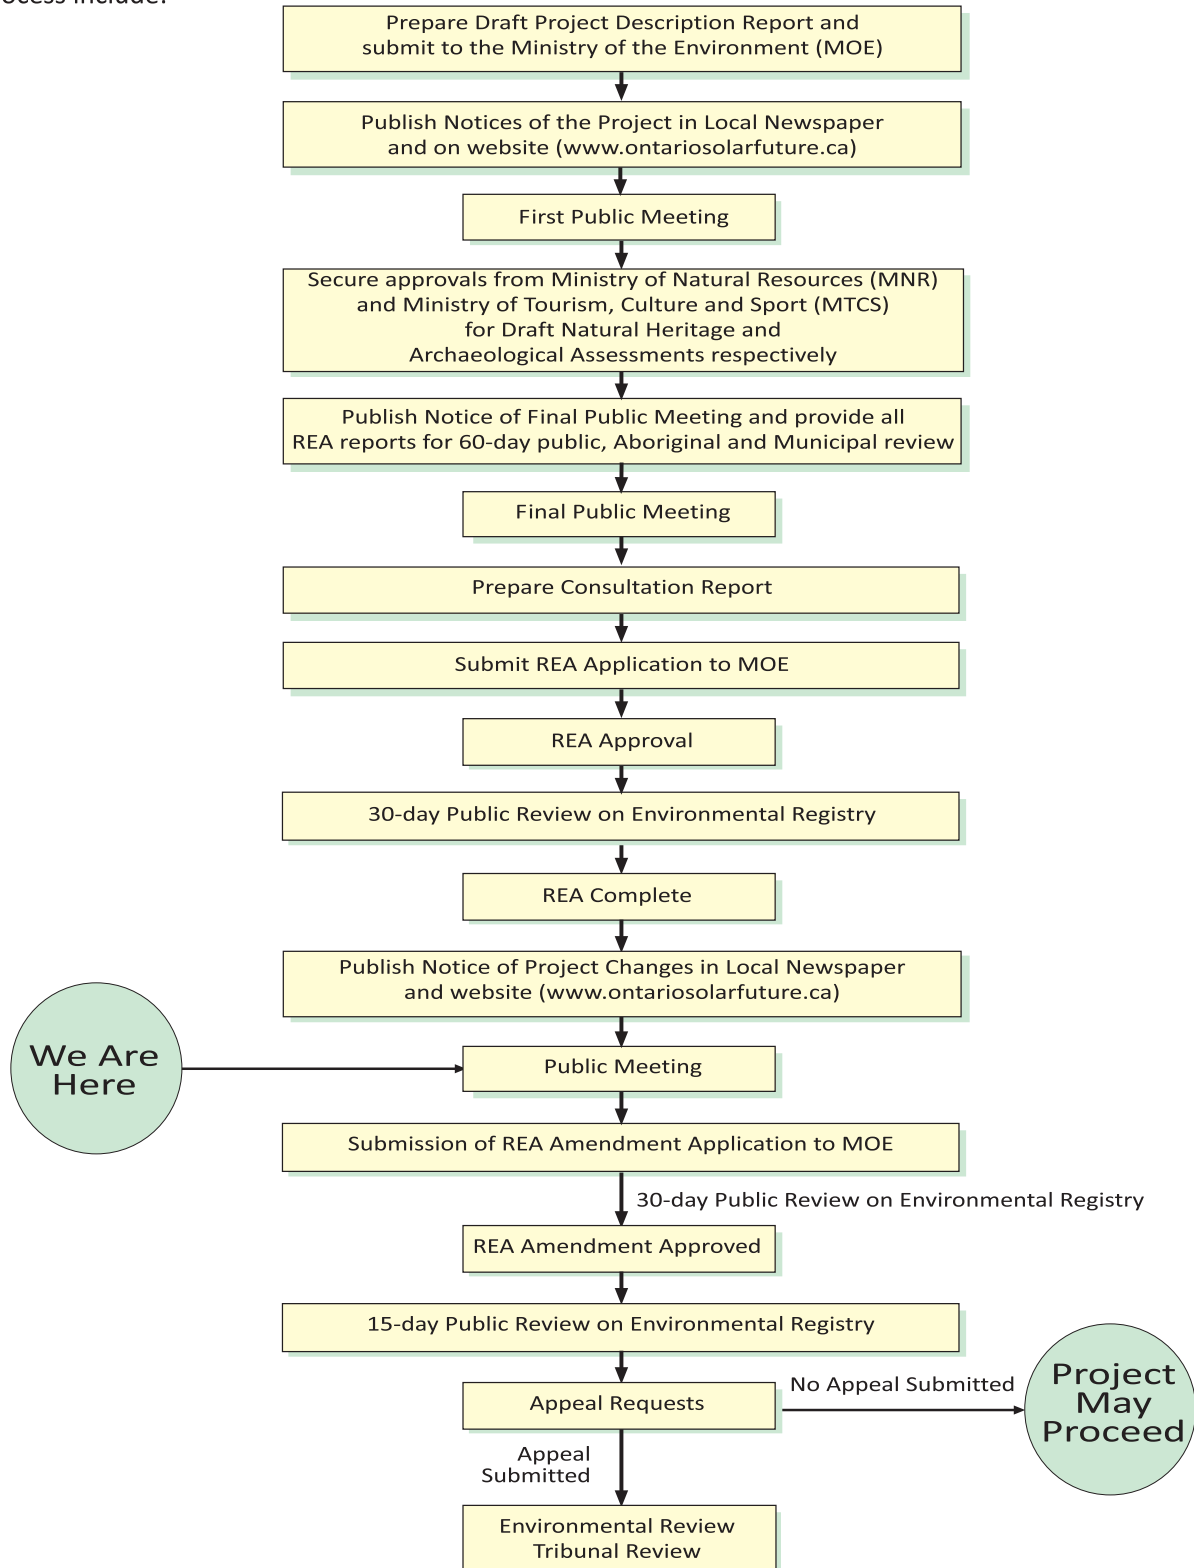 Prepare Draft Project Description Report and
submit to the Ministry of the Environment (MOE)
Publish Notices of the Project in Local Newspaper
and on website (www.ontariosolarfuture.ca)
First Public Meeting
Secure approvals from Ministry of Natural Resources (MNR)
and Ministry of Tourism, Culture and Sport (MTCS)
for Draft Natural Heritage and
Archaeological Assessments respectively
Publish Notice of Final Public Meeting and provide all
REA reports for 60-day public, Aboriginal and Municipal review
Final Public Meeting
Prepare Consultation Report
Submit REA Application to MOE
REA Approval
30-day Public Review on Environmental Registry
REA Complete
Publish Notice of Project Changes in Local Newspaper
and website (www.ontariosolarfuture.ca)
We Are
Here
Public Meeting
Submission of REA Amendment Application to MOE
30-day Public Review on Environmental Registry
REA Amendment Approved
15-day Public Review on Environmental Registry
Appeal Requests
No Appeal Submitted
Project
May
Proceed
Appeal
Submitted
Environmental Review
Tribunal Review